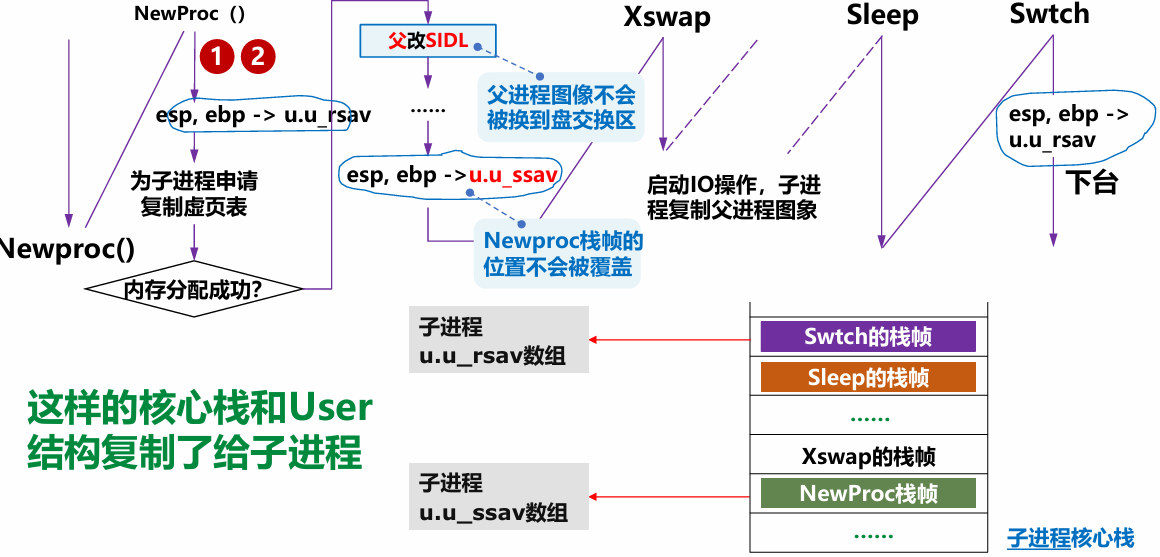 NewProc（）
1 2
esp, ebp -> u.u_rsav
为子进程申请
复制虚页表
Newproc()
内存分配成功？
父改SIDL
父进程图像不会
被换到盘交换区
......
esp, ebp ->u.u_ssav
Newproc栈帧的
位置不会被覆盖
Xswap
启动IO操作，子进
程复制父进程图象
Sleep
Swtch
esp, ebp ->
u.u_rsav
下台
子进程
u.u_rsav数组
Swtch的栈帧
Sleep的栈帧
......
Xswap的栈帧
NewProc栈帧
......
子进程
u.u_ssav数组
这样的核心栈和User
结构复制了给子进程
子进程核心栈